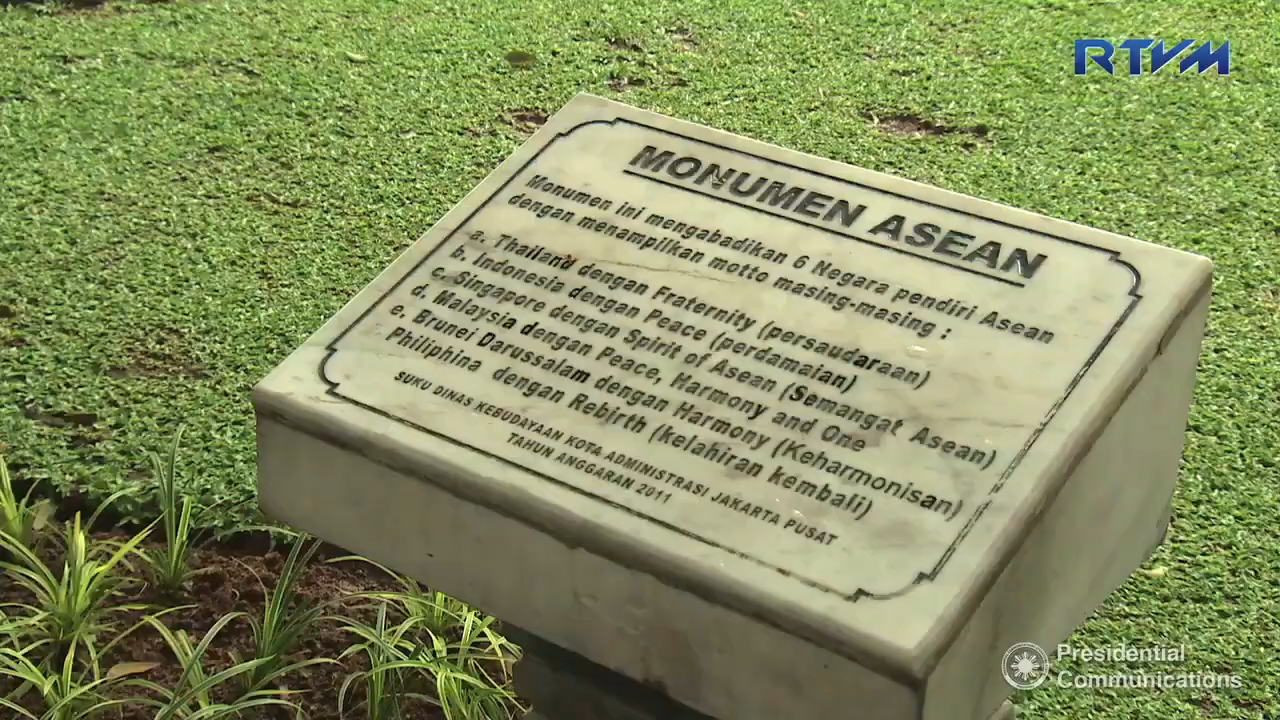 RTVM
MONUMEN ASEAN
Monumen ini mengabadikan 6 Negara pendiri Asean
dengan menampilkan motto masing-masing :
a. Thailand dengan Fraternity (persaudaraan)
b. Indonesia dengan Peace (perdamaian)
c. Singapore dengan Spirit of Asean (Semangat Asean)
d. Malaysia dengan Peace, Harmony and One
e. Brunei Darussalam dengan Harmony (Keharmonisan)
Philiphina dengan Rebirth (kelahiran kembali)
SUKU DINAS KEBUDAYAAN KOTA ADMINISTRASI JAKARTA PUSAT
TAHUN ANGGARAN 2011
Presidential
Communications